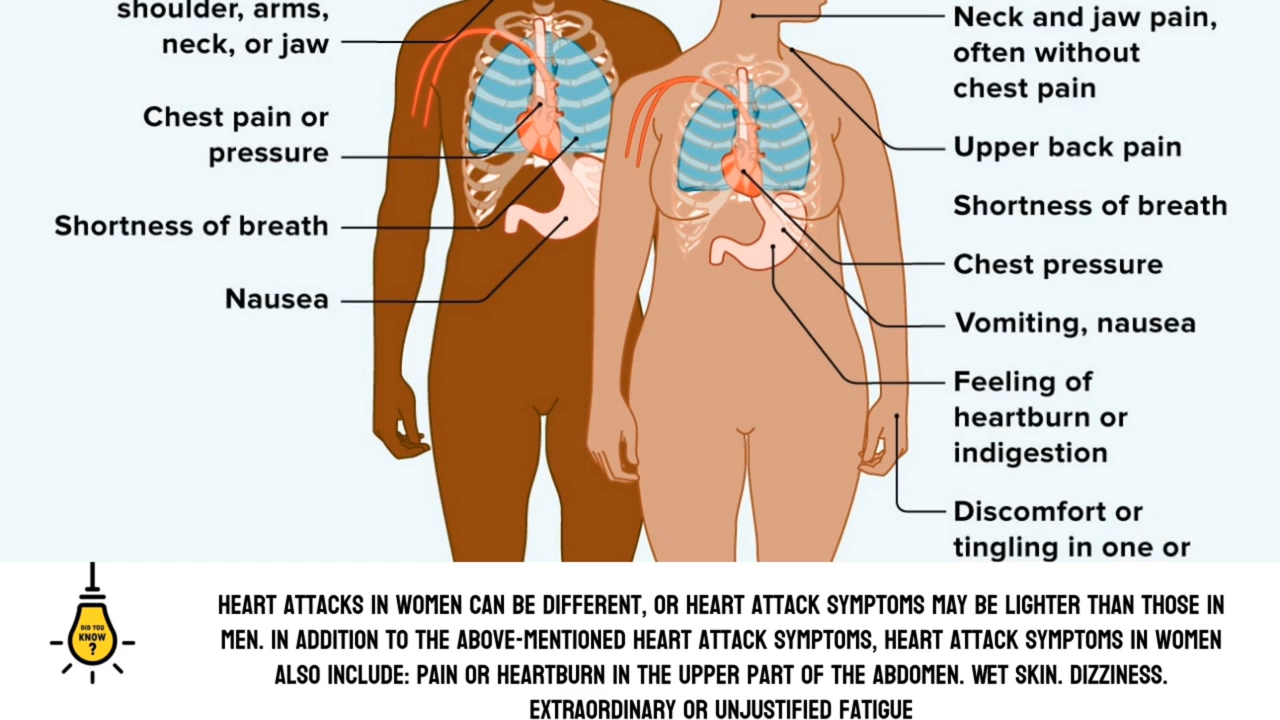 shoulder, arms,
neck, or jaw
Chest pain or
pressure
Shortness of breath
Nausea
Neck and jaw pain,
often without
chest pain
Upper back pain
Shortness of breath
Chest pressure
Vomiting, nausea
Feeling of
heartburn or
indigestion
Discomfort or
tingling in one or
DID YOU
KNOW
?
HEART ATTACKS IN WOMEN CAN BE DIFFERENT, OR HEART ATTACK SYMPTOMS MAY BE LIGHTER THAN THOSE IN
MEN. IN ADDITION TO THE ABOVE-MENTIONED HEART ATTACK SYMPTOMS, HEART ATTACK SYMPTOMS IN WOMEN
ALSO INCLUDE: PAIN OR HEARTBURN IN THE UPPER PART OF THE ABDOMEN. WET SKIN. DIZZINESS.
EXTRAORDINARY OR UNJUSTIFIED FATIGUE